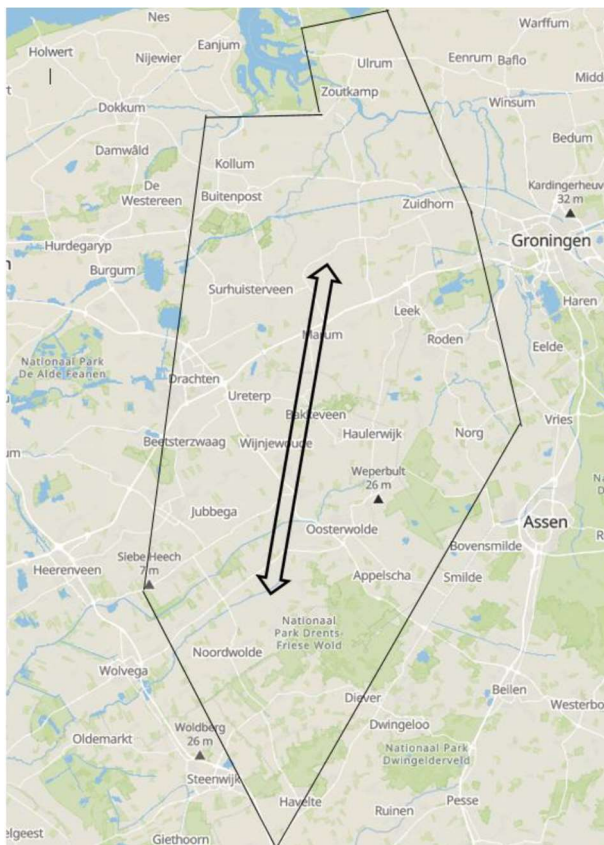 Nes
Warffum
Holwert
Eanjum
Nijewier
Ulrum
Eenrum
Baflo
Zoutkamp
Dokkum
Winsum
Damwâld
Bedum
Kollum
De
Westereen
Buitenpost
Zuidhorn
Kardingerheuv
32 m
Groningen
Hurdegaryp
Burgum
Surhuisterveen
Haren
Leek
Marum
Roden
Eelde
Nationaal Park
De Alde Feanen
Drachten
Ureterp
Bakkeveen
Vries
Beetsterzwaag
Wijnjewoude
Haulerwijk
Norg
Weperbult
26 m
Jubbega
Oosterwolde
Assen
Siebe Heech
7 m
Bovensmilde
Heerenveen
Appelscha
Smilde
Nationaal
Park Drents-
Friese Wold
Noordwolde
Wolvega
Diever
Beilen
Westerbo
Dwingeloo
Oldemarkt
Woldberg
26 m
Nationaal Park
Dwingelderveld
Steenwijk
Havelte
Pesse
Ruinen
Giethoorn
elgeest